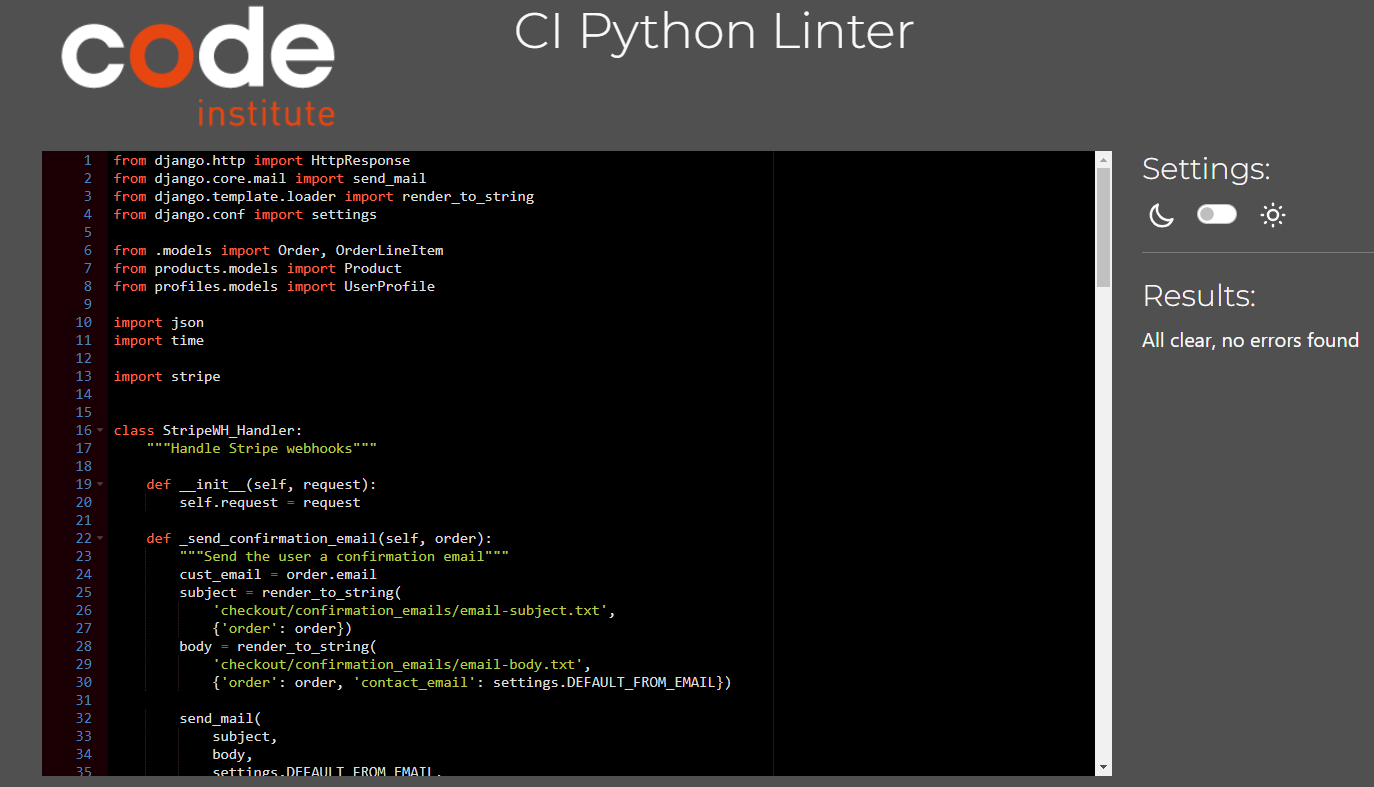 code
institute
CI Python Linter
1 from django.http import HttpResponse
2 from django.core.mail import send_mail
3 from django.template.loader import render_to_string
4 from django.conf import settings
5
6 from .models import Order, OrderLineItem
7 from products.models import Product
8 from profiles.models import UserProfile
9
10 import json
11 import time
12
13 import stripe
14
15
16 class StripeWH_Handler:
17     """Handle Stripe webhooks"""
18
19     def __init__(self, request):
20         self.request = request
21
22     def _send_confirmation_email(self, order):
23         """Send the user a confirmation email"""
24         cust_email = order.email
25         subject = render_to_string(
26             'checkout/confirmation_emails/email-subject.txt',
27             {'order': order})
28         body = render_to_string(
29             'checkout/confirmation_emails/email-body.txt',
30             {'order': order, 'contact_email': settings.DEFAULT_FROM_EMAIL})
31
32         send_mail(
33             subject,
34             body,
35             settings.DEFAULT_FROM_EMAIL,
Settings:
Results:
All clear, no errors found